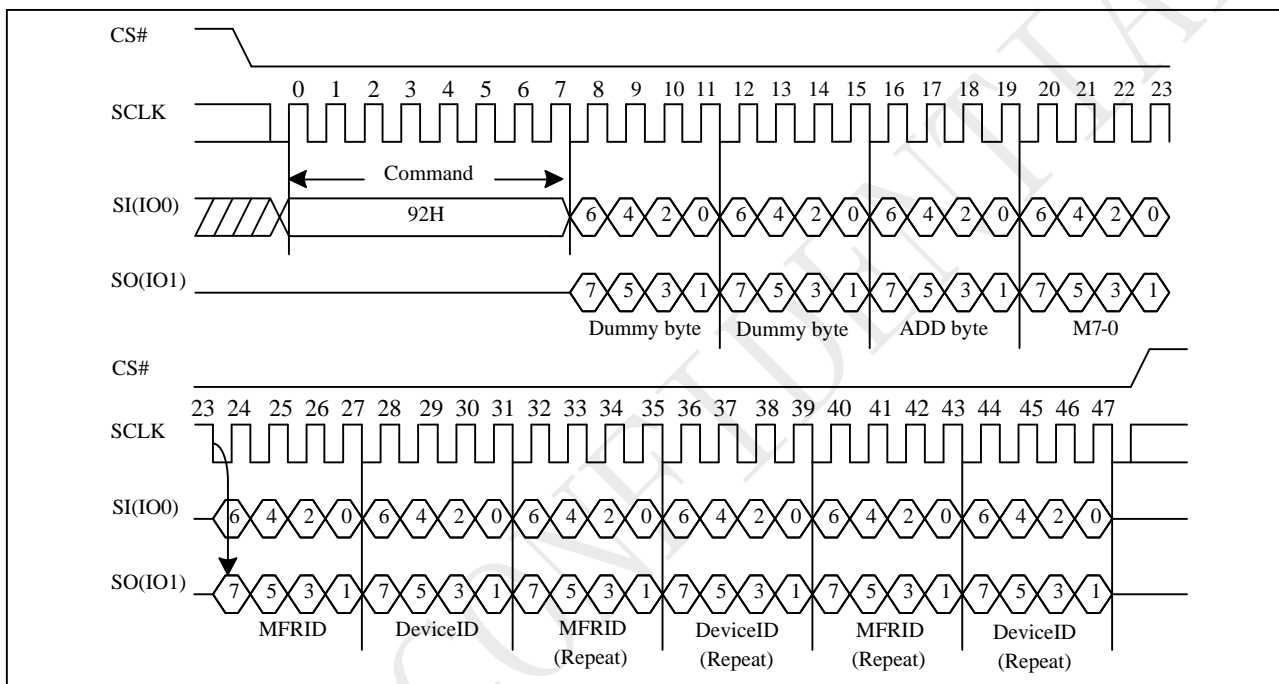 CS#
0 1 2 3 4 5 6 7 8 9 10 11 12 13 14 15 16 17 18 19 20 21 22 23
SCLK
Command
SI(IO0) 92H 6 4 2 0 6 4 2 0 6 4 2 0 6 4 2 0
SO(IO1) 7 5 3 1 7 5 3 1 7 5 3 1 7 5 3 1
Dummy byte Dummy byte ADD byte M7-0
CS#
23 24 25 26 27 28 29 30 31 32 33 34 35 36 37 38 39 40 41 42 43 44 45 46 47
SCLK
SI(IO0) 6 4 2 0 6 4 2 0 6 4 2 0 6 4 2 0 6 4 2 0 6 4 2 0
SO(IO1) 7 5 3 1 7 5 3 1 7 5 3 1 7 5 3 1 7 5 3 1 7 5 3 1
MFRID DeviceID MFRID DeviceID MFRID DeviceID
(Repeat) (Repeat) (Repeat) (Repeat)
CONFIDENTIA